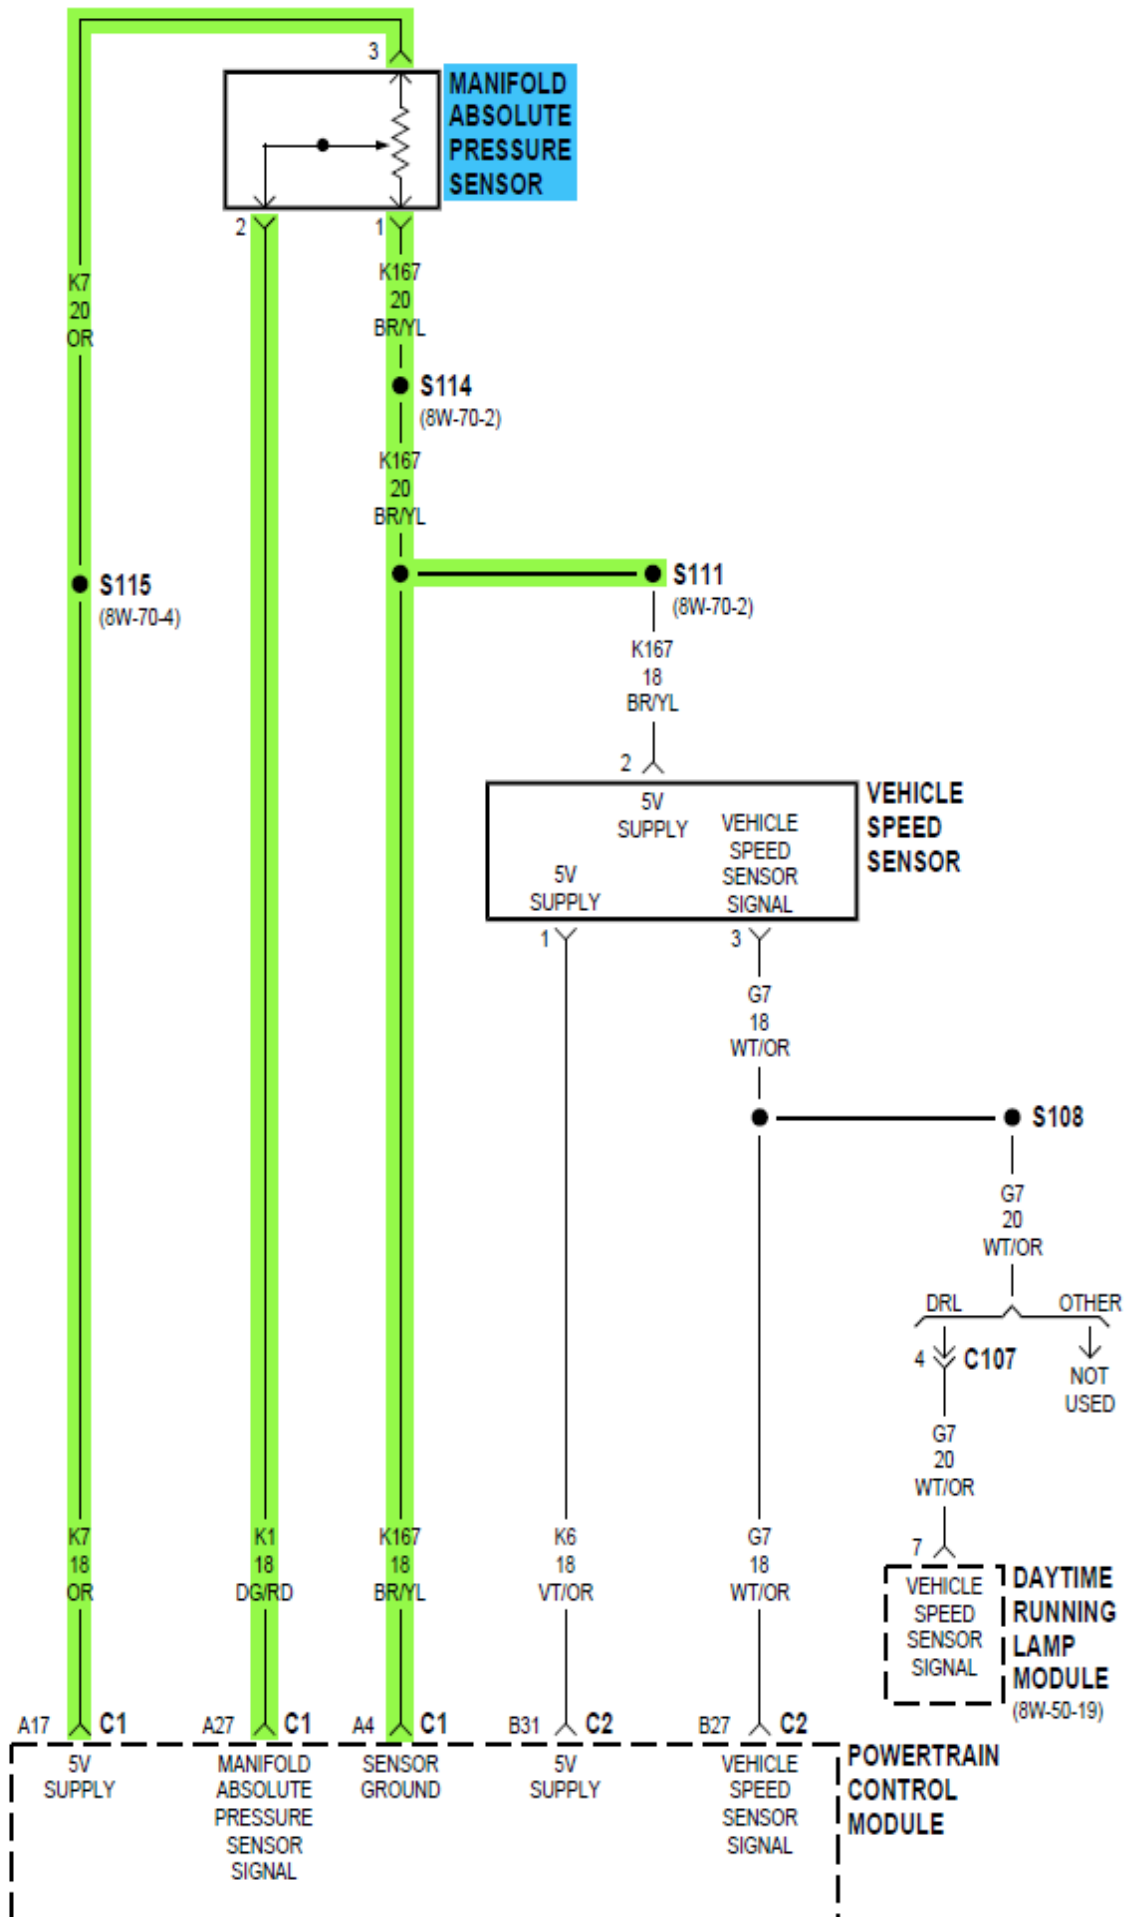 3
MANIFOLD
ABSOLUTE
PRESSURE
SENSOR
2
1
K7
20
OR
K167
20
BR/YL
S114
(8W-70-2)
K167
20
BR/YL
S115
(8W-70-4)
S111
(8W-70-2)
K167
18
BR/YL
2
5V
SUPPLY
VEHICLE
SPEED
SENSOR
SIGNAL
5V
SUPPLY
VEHICLE
SPEED
SENSOR
1
3
G7
18
WT/OR
S108
G7
20
WT/OR
DRL
OTHER
4
C107
NOT
USED
G7
20
WT/OR
K7
18
OR
K1
18
DG/RD
K167
18
BR/YL
K6
18
VT/OR
G7
18
WT/OR
7
VEHICLE
SPEED
SENSOR
SIGNAL
DAYTIME
RUNNING
LAMP
MODULE
(8W-50-19)
A17 C1
A27 C1
A4 C1
B31 C2
B27 C2
5V
SUPPLY
MANIFOLD
ABSOLUTE
PRESSURE
SENSOR
SIGNAL
SENSOR
GROUND
5V
SUPPLY
VEHICLE
SPEED
SENSOR
SIGNAL
POWERTRAIN
CONTROL
MODULE